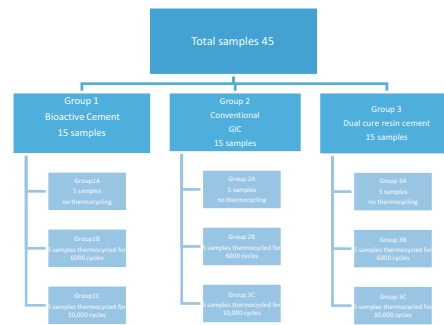 Total samples 45
Group 1
Bioactive Cement
15 samples
Group 2
Conventional
GIC
15 samples
Group 3
Dual cure resin cement
15 samples
Group1A
5 samples
no thermocycling
Group1B
5 samples thermocycled for
6000 cycles
Group1C
5 samples thermocycled for
10,000 cycles
Group 2A
5 samples
no thermocycling
Group 2B
5 samples thermocycled for
6000 cycles
Group 3C
5 samples thermocycled for
10,000 cycles
Group 3A
5 samples
no thermocycling
Group 3B
5 samples thermocycled for
6000 cycles
Group 3C
5 samples thermocycled for
10,000 cycles